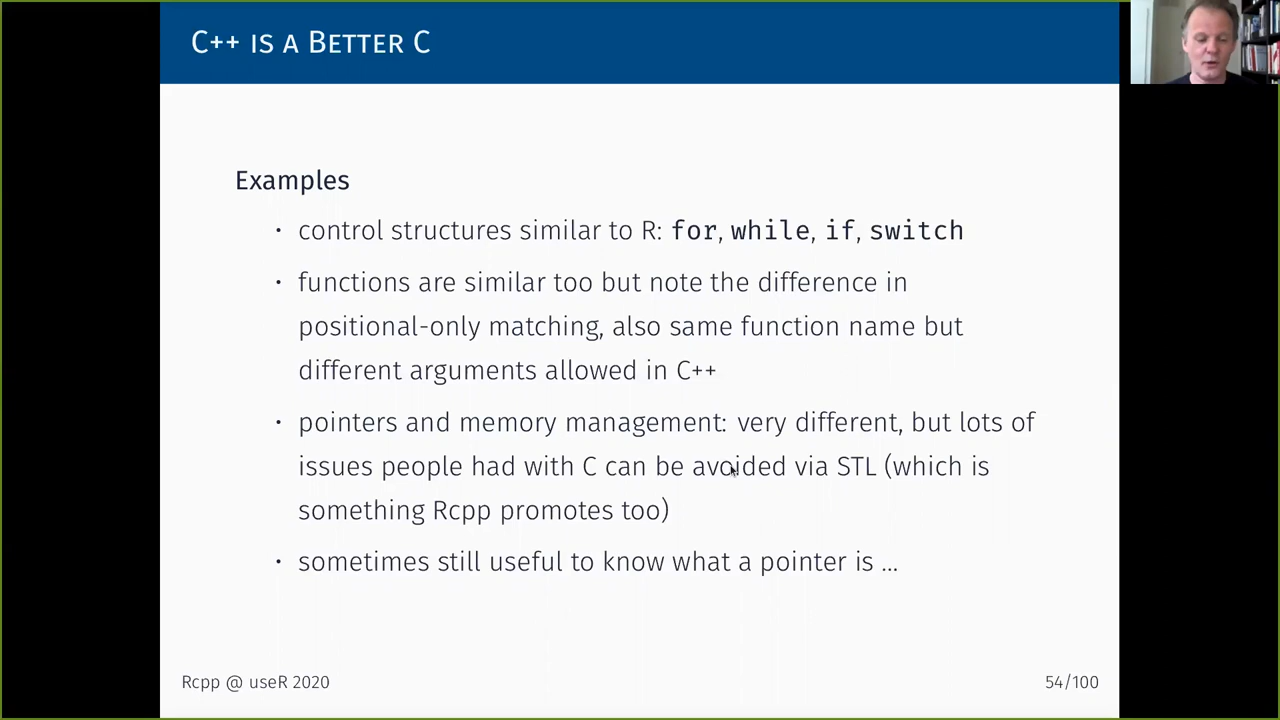 C++ IS A BETTER C
Examples
• control structures similar to R: for, while, if, switch
• functions are similar too but note the difference in
positional-only matching, also same function name but
different arguments allowed in C++
• pointers and memory management: very different, but lots of
issues people had with C can be avoided via STL (which is
something Rcpp promotes too)
• sometimes still useful to know what a pointer is ...
Rcpp @ useR 2020
54/100